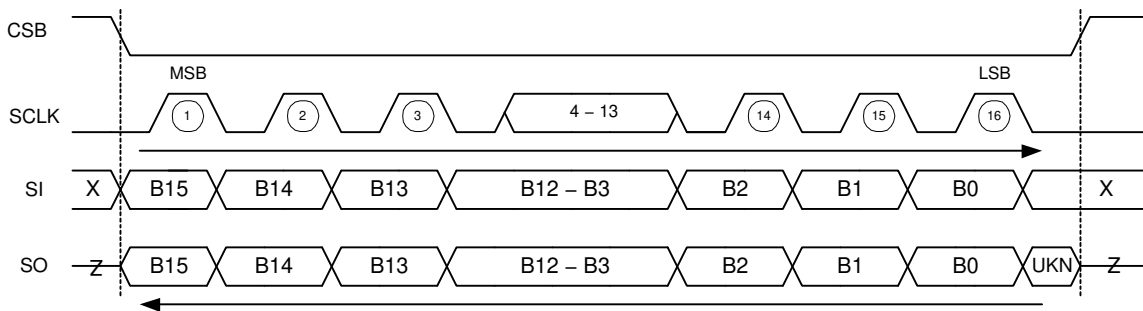 CSB
MSB LSB
SCLK 1 2 3 4 – 13 14 15 16
SI X B15 B14 B13 B12 – B3 B2 B1 B0 X
SO Z B15 B14 B13 B12 – B3 B2 B1 B0 UKN Z